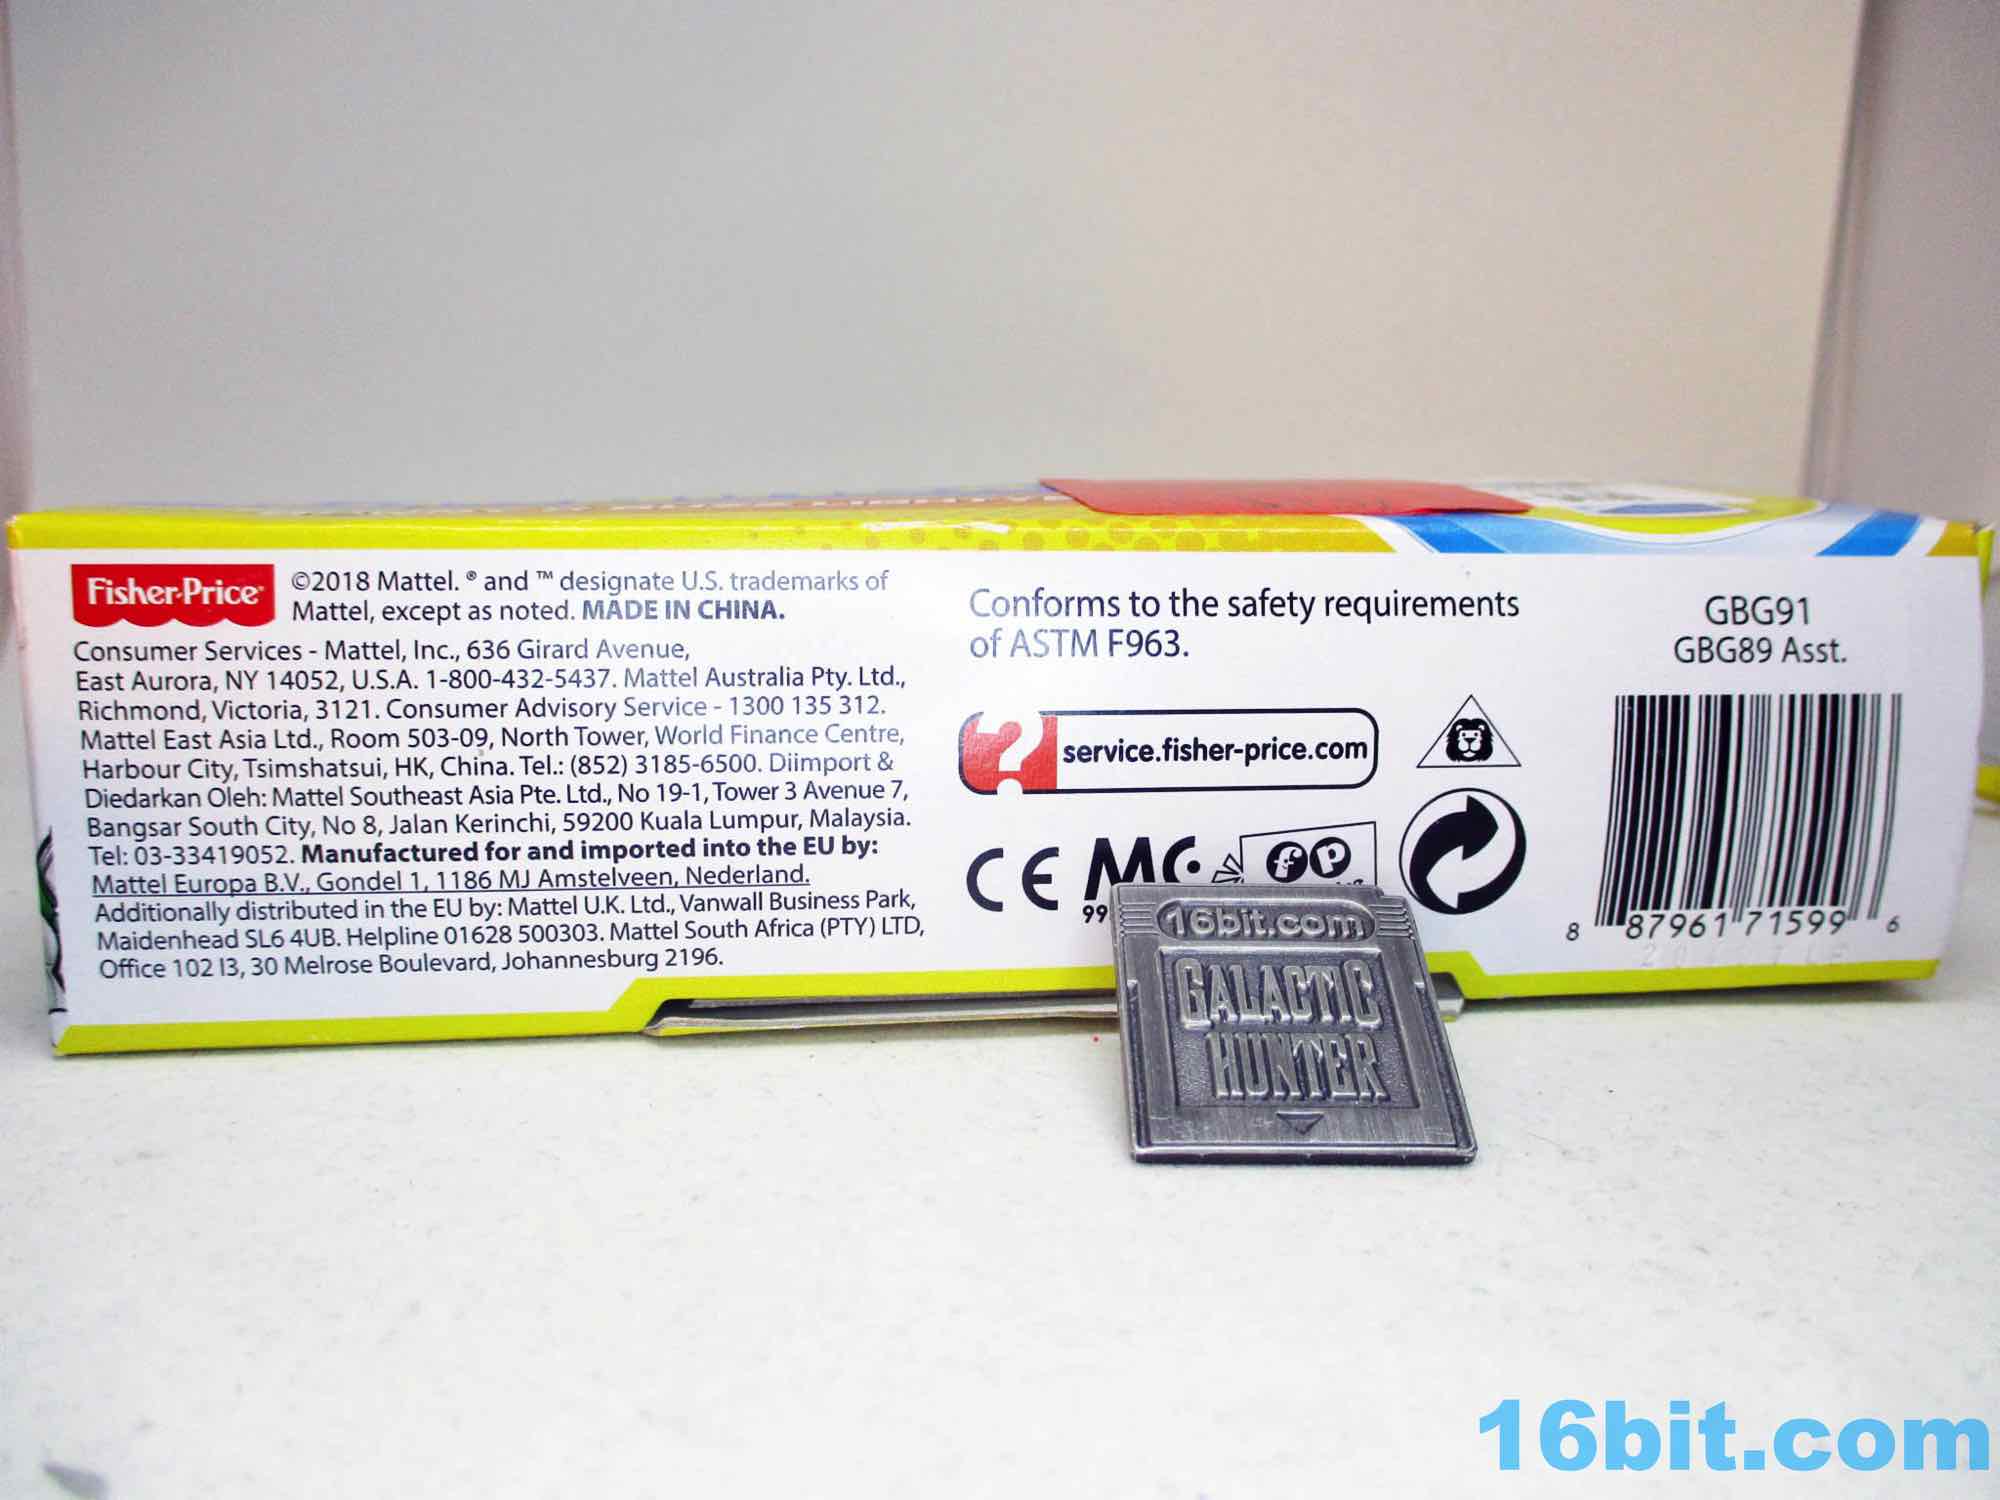 Fisher-Price
©2018 Mattel. ® and ™ designate U.S. trademarks of
Mattel, except as noted. MADE IN CHINA.
Consumer Services - Mattel, Inc., 636 Girard Avenue,
East Aurora, NY 14052, U.S.A. 1-800-432-5437. Mattel Australia Pty. Ltd.,
Richmond, Victoria, 3121. Consumer Advisory Service - 1300 135 312.
Mattel East Asia Ltd., Room 503-09, North Tower, World Finance Centre,
Harbour City, Tsimshatsui, HK, China. Tel.: (852) 3185-6500. Diimport &
Diedarkan Oleh: Mattel Southeast Asia Pte. Ltd., No 19-1, Tower 3 Avenue 7,
Bangsar South City, No 8, Jalan Kerinchi, 59200 Kuala Lumpur, Malaysia.
Tel: 03-33419052. Manufactured for and imported into the EU by:
Mattel Europa B.V., Gondel 1, 1186 MJ Amstelveen, Nederland.
Additionally distributed in the EU by: Mattel U.K. Ltd., Vanwall Business Park,
Maidenhead SL6 4UB. Helpline 01628 500303. Mattel South Africa (PTY) LTD,
Office 102 I3, 30 Melrose Boulevard, Johannesburg 2196.
Conforms to the safety requirements
of ASTM F963.
? service.fisher-price.com
CE MC fp
99
GBG91
GBG89 Asst.
8 87961 71599 6
16bit.com
GALACTIC
HUNTER
16bit.com